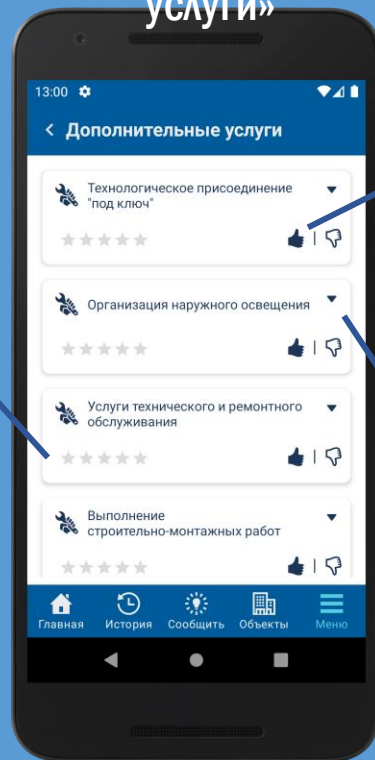 услуги»
13:00
< Дополнительные услуги
Технологическое присоединение
"под ключ"
Организация наружного освещения
Услуги технического и ремонтного
обслуживания
Выполнение
строительно-монтажных работ
Главная История Сообщить Объекты Меню